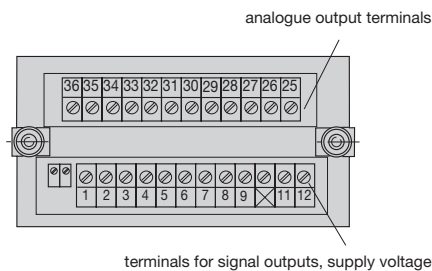 analogue output terminals
36 35 34 33 32 31 30 29 28 27 26 25
1 2 3 4 5 6 7 8 9 11 12
terminals for signal outputs, supply voltage